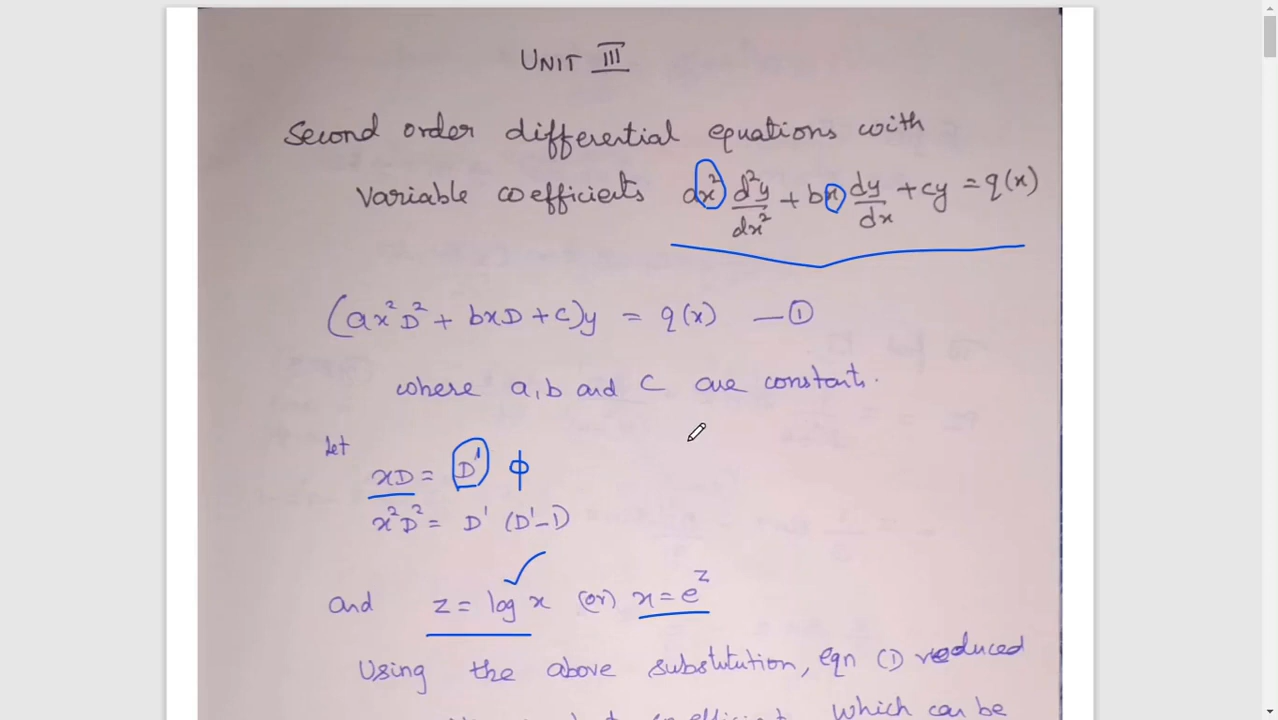 UNIT III
Second order differential equations with
Variable coefficients ax² d²y/dx² + bx dy/dx + cy = q(x)
(ax²D² + bxD + C)y = q(x) — ①
where a, b and C are constants.
Let
xD = D' ϕ
x²D² = D' (D'-1)
And z = log x (or) x = e^z
Using the above substitution, eqn (1) reduced
coefficient which can be